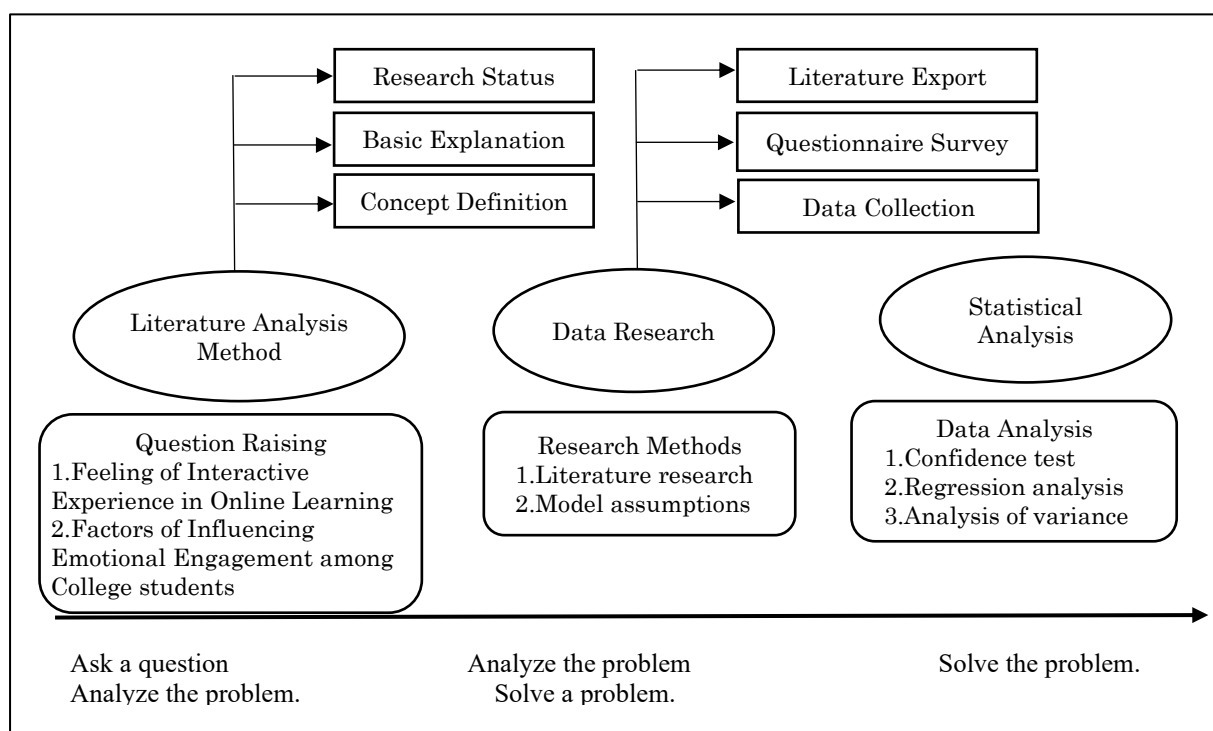 Research Status
Basic Explanation
Concept Definition
Literature Export
Questionnaire Survey
Data Collection
Literature Analysis
Method
Data Research
Statistical
Analysis
Question Raising
1.Feeling of Interactive
Experience in Online Learning
2.Factors of Influencing
Emotional Engagement among
College students
Research Methods
1.Literature research
2.Model assumptions
Data Analysis
1.Confidence test
2.Regression analysis
3.Analysis of variance
Ask a question
Analyze the problem.
Analyze the problem
Solve a problem.
Solve the problem.